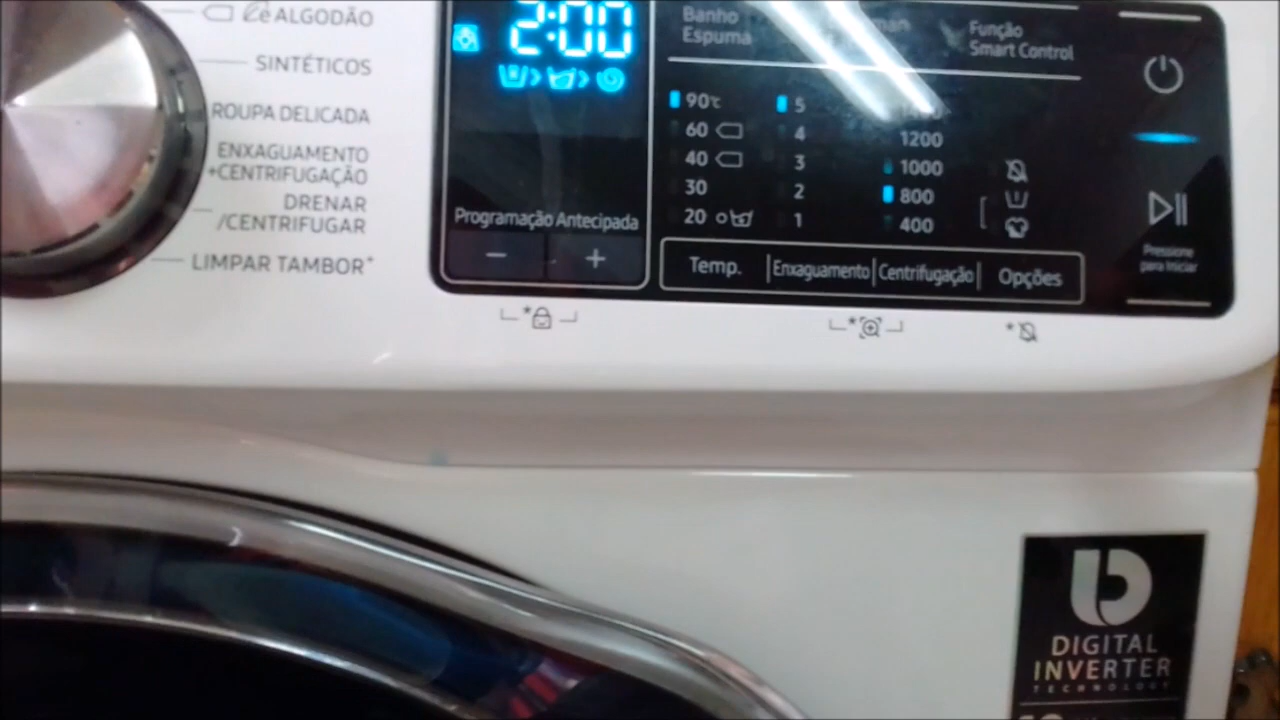 ℓe ALGODÃO
SINTÉTICOS
ROUPA DELICADA
ENXAGUAMENTO
+CENTRIFUGAÇÃO
DRENAR
/CENTRIFUGAR
LIMPAR TAMBOR+
2:00
Programação Antecipada
- +
Banho
Espuma
Função
Smart Control
90℃ 5
60 4 1200
40 3 1000
30 2 800
20 1 400
Temp. Enxaguamento Centrifugação Opções
Pressione
para Iniciar
* * *
DIGITAL
INVERTER
TECHNOLOGY